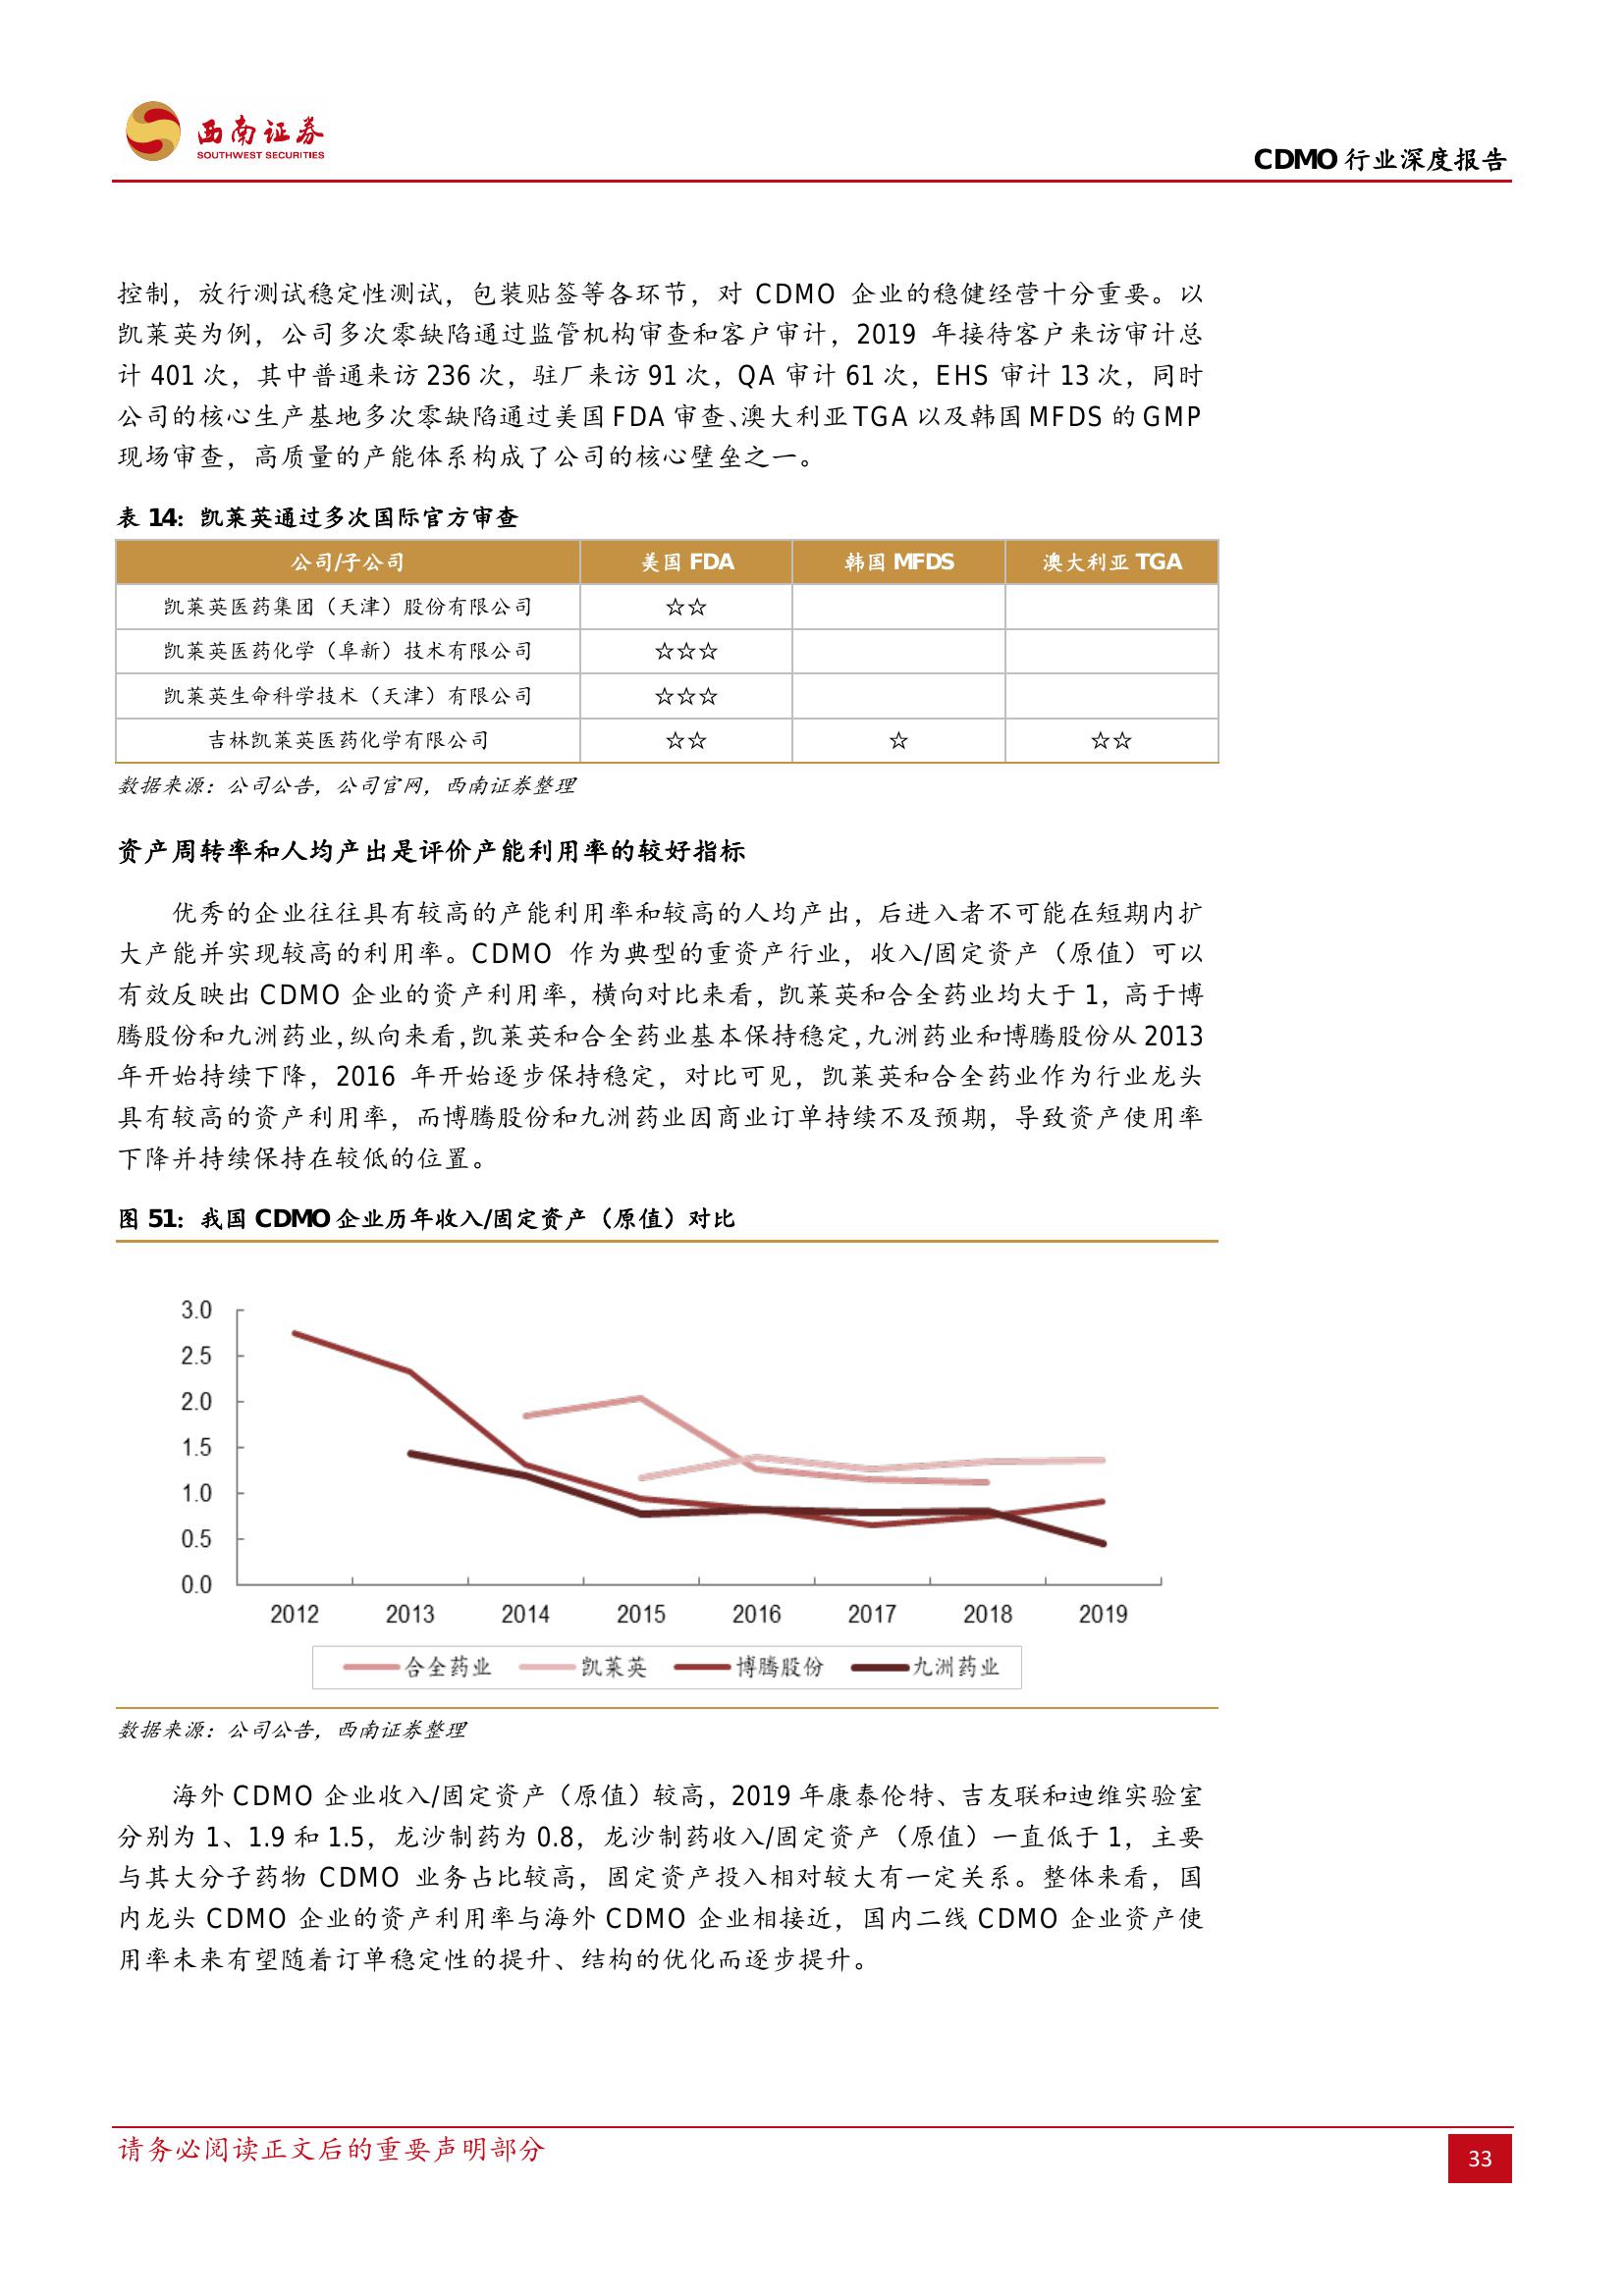 西南证券
SOUTHWEST SECURITIES
CDMO 行业深度报告
控制，放行测试稳定性测试，包装贴签等各环节，对 CDMO 企业的稳健经营十分重要。以
凯莱英为例，公司多次零缺陷通过监管机构审查和客户审计，2019 年接待客户来访审计总
计 401 次，其中普通来访 236 次，驻厂来访 91 次，QA 审计 61 次，EHS 审计 13 次，同时
公司的核心生产基地多次零缺陷通过美国 FDA 审查、澳大利亚 TGA 以及韩国 MFDS 的 GMP
现场审查，高质量的产能体系构成了公司的核心壁垒之一。
表 14：凯莱英通过多次国际官方审查
公司/子公司 美国 FDA 韩国 MFDS 澳大利亚 TGA
凯莱英医药集团（天津）股份有限公司 ☆☆
凯莱英医药化学（阜新）技术有限公司 ☆☆☆
凯莱英生命科学技术（天津）有限公司 ☆☆☆
吉林凯莱英医药化学有限公司 ☆☆ ☆ ☆☆
数据来源：公司公告，公司官网，西南证券整理
资产周转率和人均产出是评价产能利用率的较好指标
优秀的企业往往具有较高的产能利用率和较高的人均产出，后进入者不可能在短期内扩
大产能并实现较高的利用率。CDMO 作为典型的重资产行业，收入/固定资产（原值）可以
有效反映出 CDMO 企业的资产利用率，横向对比来看，凯莱英和合全药业均大于 1，高于博
腾股份和九洲药业，纵向来看，凯莱英和合全药业基本保持稳定，九洲药业和博腾股份从 2013
年开始持续下降，2016 年开始逐步保持稳定，对比可见，凯莱英和合全药业作为行业龙头
具有较高的资产利用率，而博腾股份和九洲药业因商业订单持续不及预期，导致资产使用率
下降并持续保持在较低的位置。
图 51：我国 CDMO 企业历年收入/固定资产（原值）对比
3.0
2.5
2.0
1.5
1.0
0.5
0.0
2012 2013 2014 2015 2016 2017 2018 2019
合全药业 凯莱英 博腾股份 九洲药业
数据来源：公司公告，西南证券整理
海外 CDMO 企业收入/固定资产（原值）较高，2019 年康泰伦特、吉友联和迪维实验室
分别为 1、1.9 和 1.5，龙沙制药为 0.8，龙沙制药收入/固定资产（原值）一直低于 1，主要
与其大分子药物 CDMO 业务占比较高，固定资产投入相对较大有一定关系。整体来看，国
内龙头 CDMO 企业的资产利用率与海外 CDMO 企业相接近，国内二线 CDMO 企业资产使
用率未来有望随着订单稳定性的提升、结构的优化而逐步提升。
请务必阅读正文后的重要声明部分
33